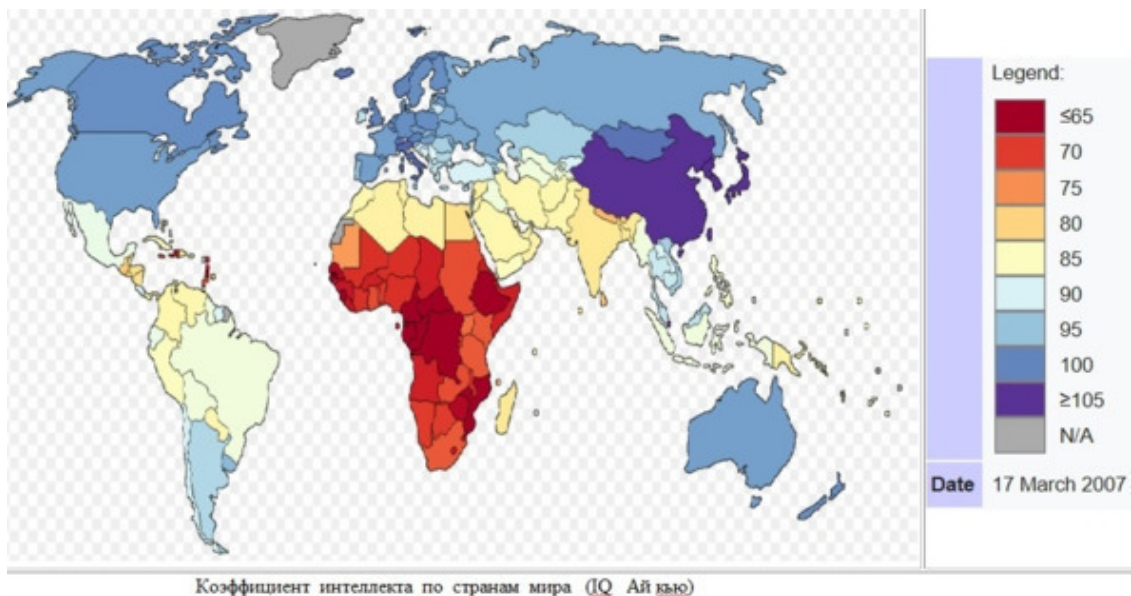 Legend:
≤65
70
75
80
85
90
95
100
≥105
N/A
Date 17 March 2007
Коэффициент интеллекта по странам мира (IQ Ай кью)